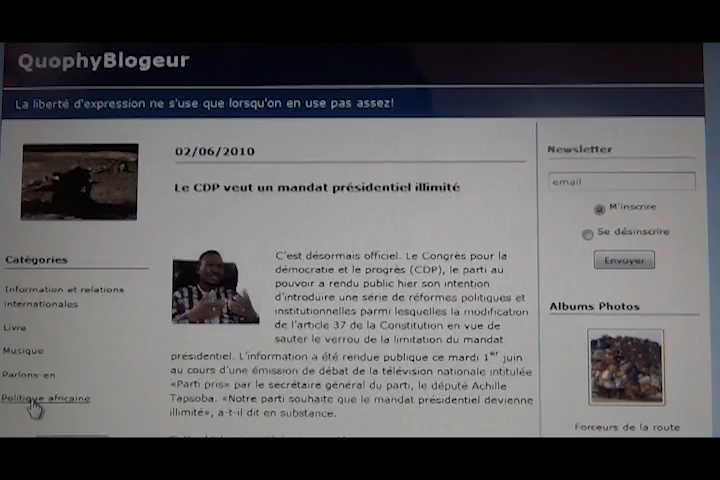 QuophyBlogeur
La liberté d'expression ne s'use que lorsqu'on en use pas assez!
Catégories
Information et relations
internationales
Livre
Musique
Parlons-en
Politique africaine
02/06/2010
Le CDP veut un mandat présidentiel illimité
C'est désormais officiel. Le Congrès pour la
démocratie et le progrès (CDP), le parti au
pouvoir a rendu public hier son intention
d'introduire une série de réformes politiques et
institutionnelles parmi lesquelles la modification
de l'article 37 de la Constitution en vue de
sauter le verrou de la limitation du mandat
présidentiel. L'information a été rendue publique ce mardi 1er juin
au cours d'une émission de débat de la télévision nationale intitulée
«Parti pris» par le secrétaire général du parti, le député Achille
Tapsoba. «Notre parti souhaite que le mandat présidentiel devienne
illimité», a-t-il dit en substance.
Newsletter
email
M'inscrire
Se désinscrire
Envoyer
Albums Photos
Forceurs de la route